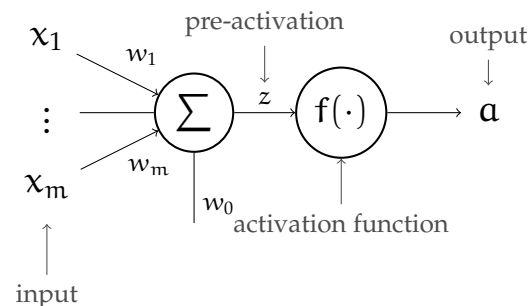 pre-activation
output
x₁
w₁
⋮
∑
z
f(·)
a
wₘ
xₘ
w₀
activation function
input